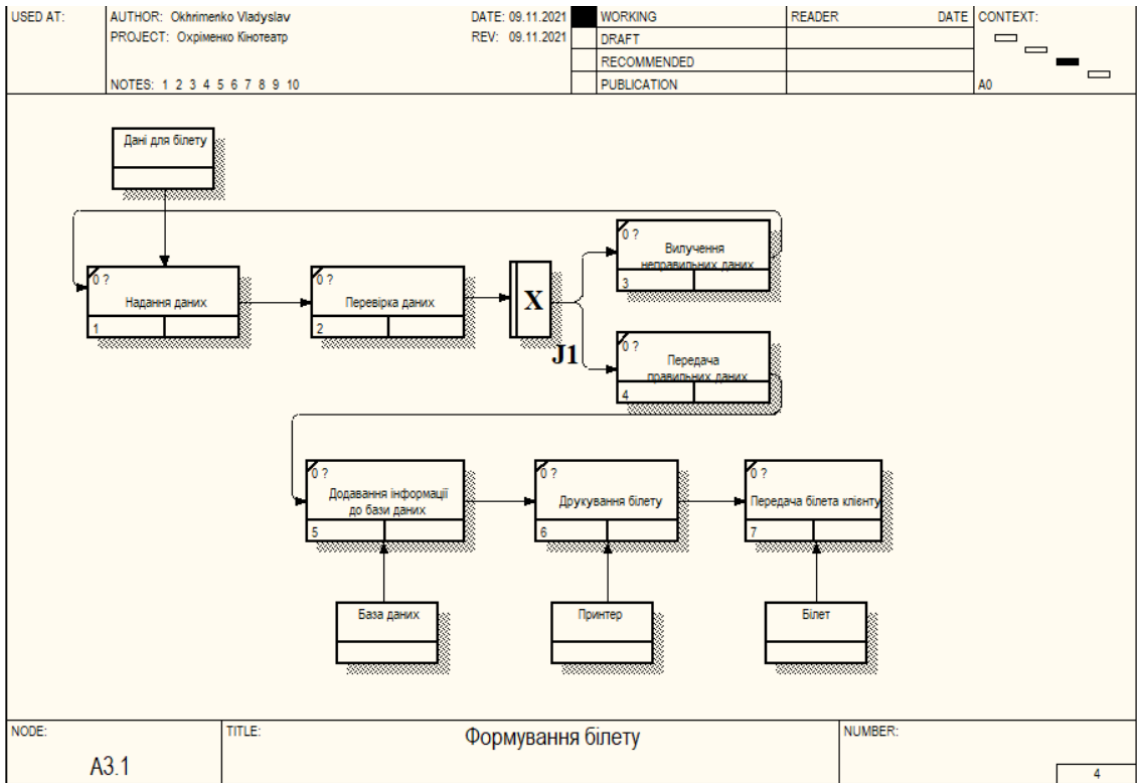 USED AT:
AUTHOR: Okhrimenko Vladyslav
DATE: 09.11.2021
PROJECT: Охріменко Кінотеатр
REV: 09.11.2021
NOTES: 1 2 3 4 5 6 7 8 9 10
WORKING
DRAFT
RECOMMENDED
PUBLICATION
READER DATE
CONTEXT:
A0
Дані для білету
0 ?
Надання даних
1
0 ?
Перевірка даних
2
X
J1
0 ?
Вилучення
неправильних даних
3
0 ?
Передача
правильних даних
4
0 ?
Додавання інформації
до бази даних
5
0 ?
Друкування білету
6
0 ?
Передача білета клієнту
7
База даних
Принтер
Білет
NODE:
A3.1
TITLE:
Формування білету
NUMBER:
4